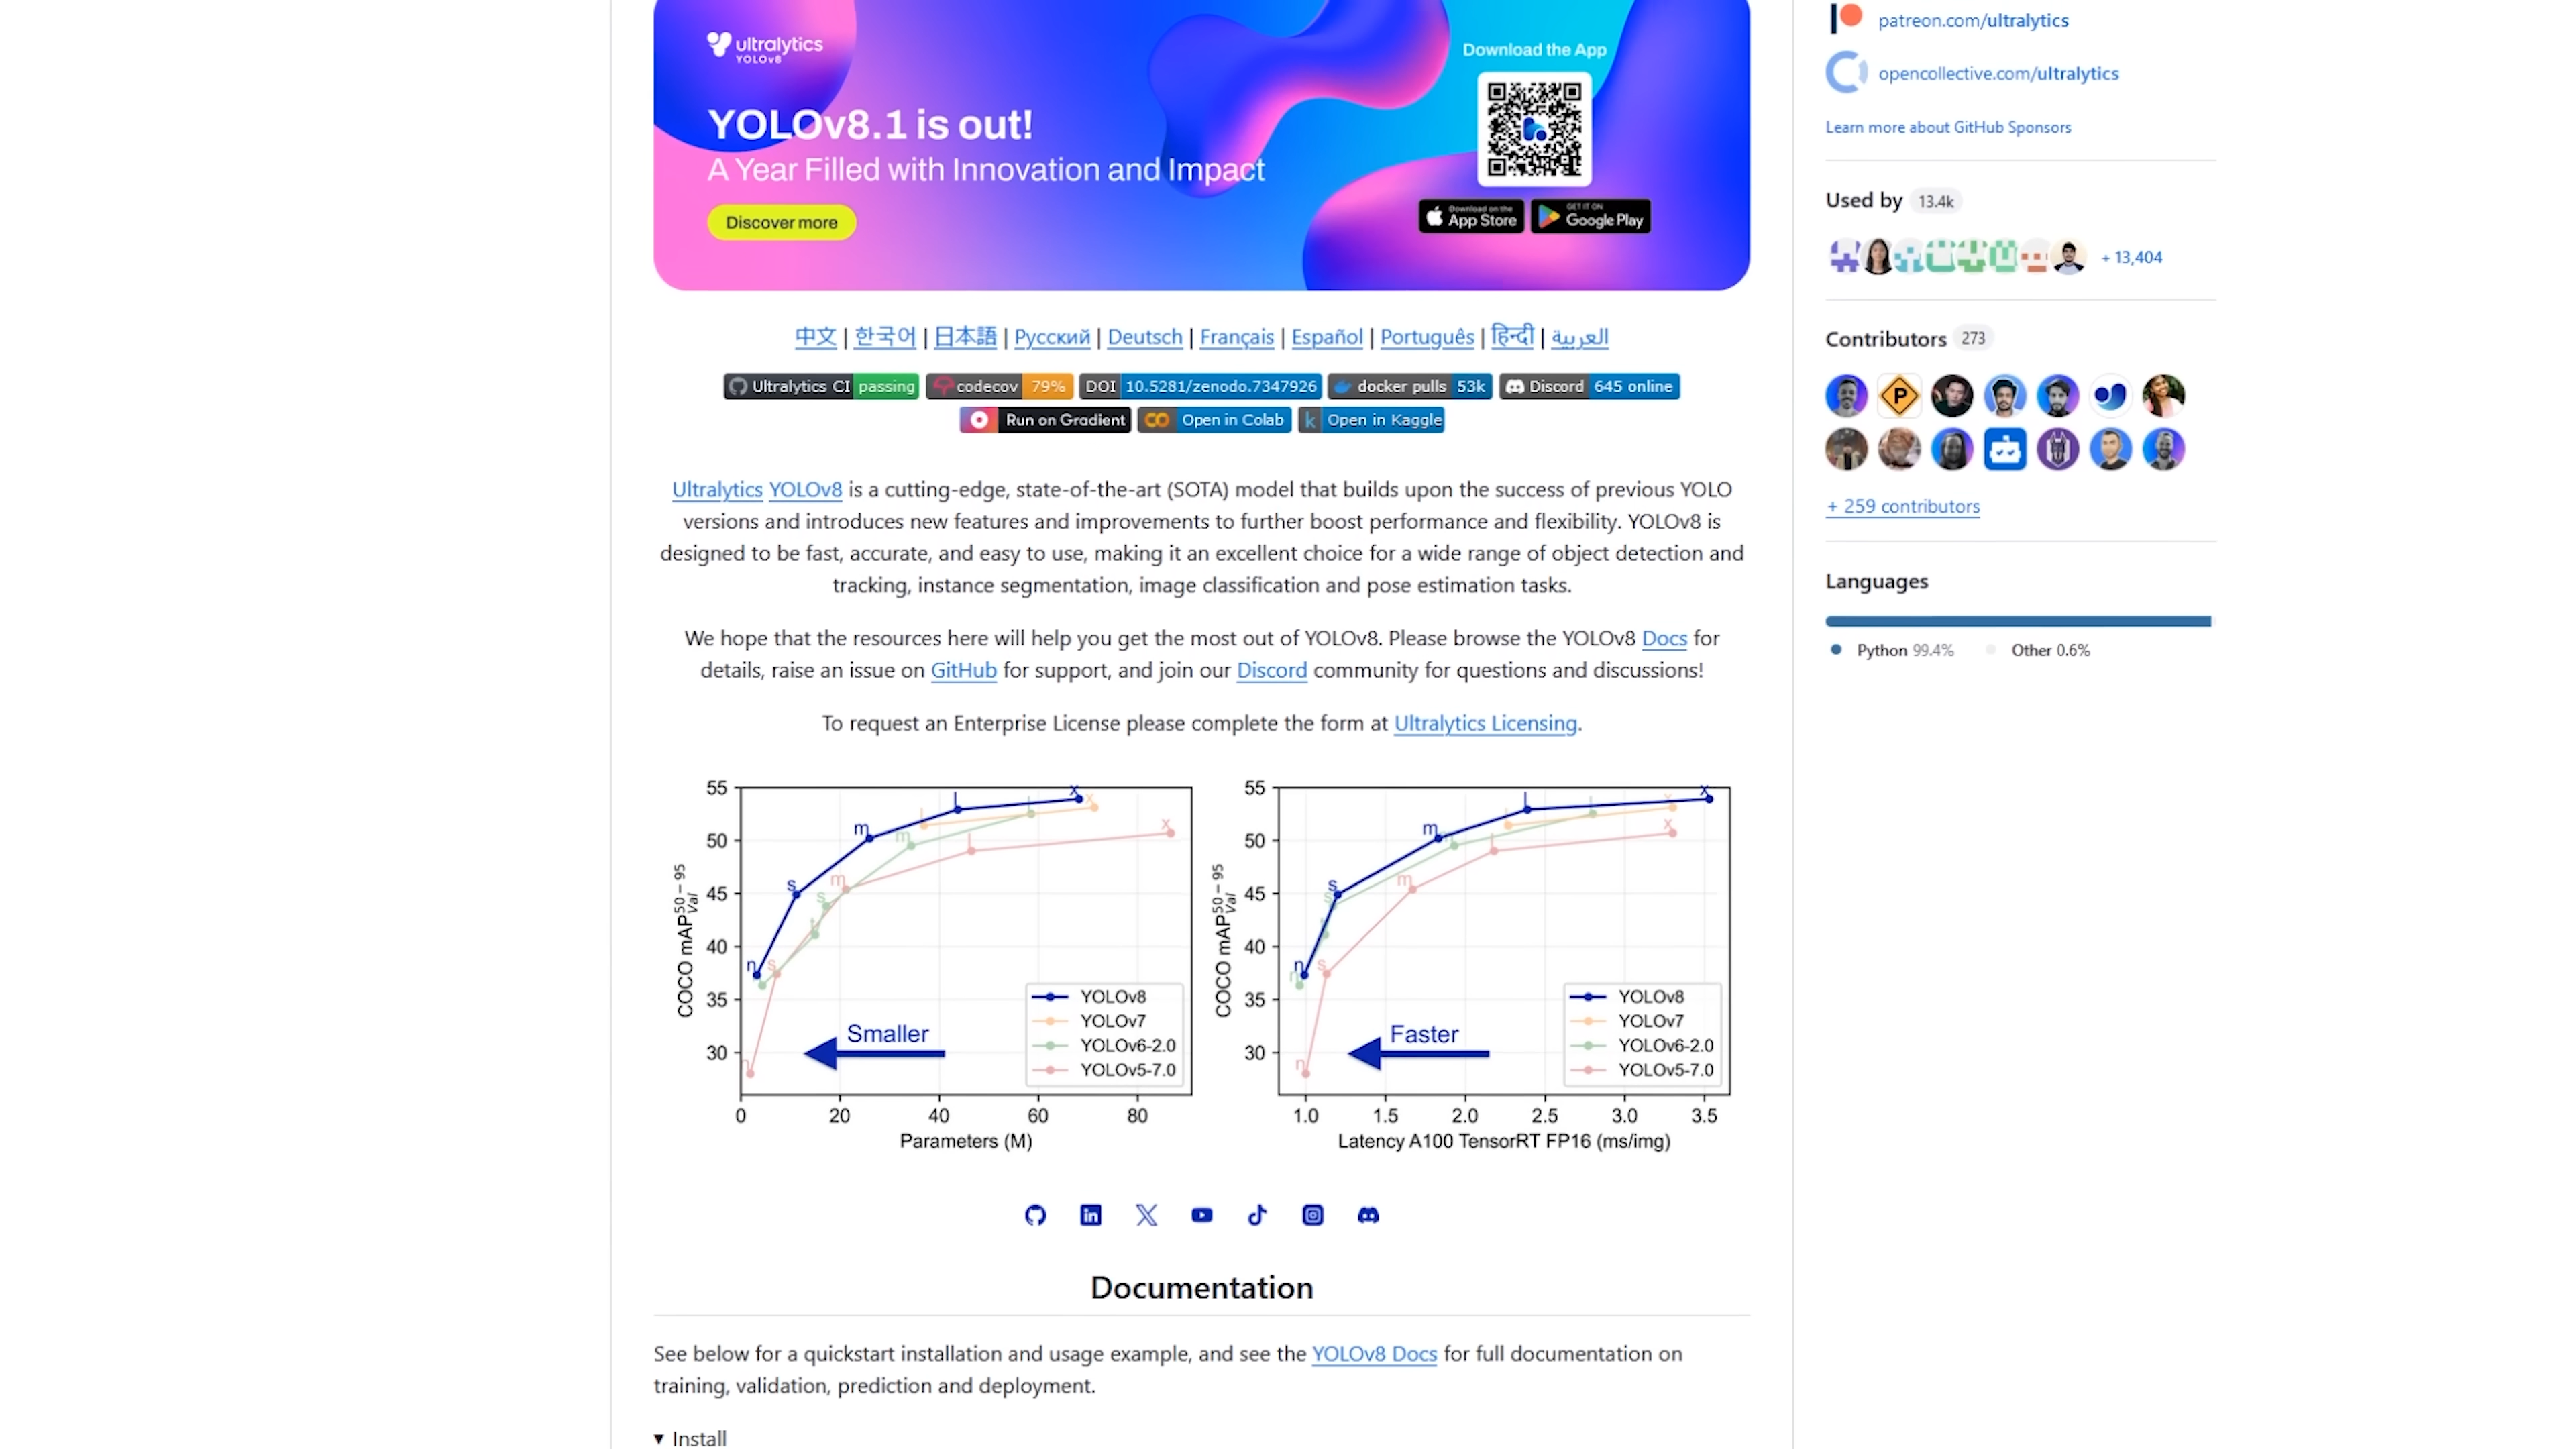 ultralytics
YOLOv8
YOLOv8.1 is out!
A Year Filled with Innovation and Impact
Discover more
Download the App
Download on the
App Store
GET IT ON
Google Play
中文 | 한국어 | 日本語 | Русский | Deutsch | Français | Español | Português | हिन्दी | العربية
Ultralytics CI passing codecov 79% DOI 10.5281/zenodo.7347926 docker pulls 53k Discord 645 online
Run on Gradient Open in Colab Open in Kaggle
Ultralytics YOLOv8 is a cutting-edge, state-of-the-art (SOTA) model that builds upon the success of previous YOLO
versions and introduces new features and improvements to further boost performance and flexibility. YOLOv8 is
designed to be fast, accurate, and easy to use, making it an excellent choice for a wide range of object detection and
tracking, instance segmentation, image classification and pose estimation tasks.
We hope that the resources here will help you get the most out of YOLOv8. Please browse the YOLOv8 Docs for
details, raise an issue on GitHub for support, and join our Discord community for questions and discussions!
To request an Enterprise License please complete the form at Ultralytics Licensing.
COCO mAP 50-95 Val
55
50
45
40
35
30
n s m l x
l x
s m l
n s m l x
Smaller
YOLOv8
YOLOv7
YOLOv6-2.0
YOLOv5-7.0
0 20 40 60 80
Parameters (M)
COCO mAP 50-95 Val
55
50
45
40
35
30
n s m l x
l x
n s l
n s m l x
Faster
YOLOv8
YOLOv7
YOLOv6-2.0
YOLOv5-7.0
1.0 1.5 2.0 2.5 3.0 3.5
Latency A100 TensorRT FP16 (ms/img)
Documentation
See below for a quickstart installation and usage example, and see the YOLOv8 Docs for full documentation on
training, validation, prediction and deployment.
▼ Install
patreon.com/ultralytics
opencollective.com/ultralytics
Learn more about GitHub Sponsors
Used by 13.4k
+ 13,404
Contributors 273
P
+ 259 contributors
Languages
Python 99.4% Other 0.6%